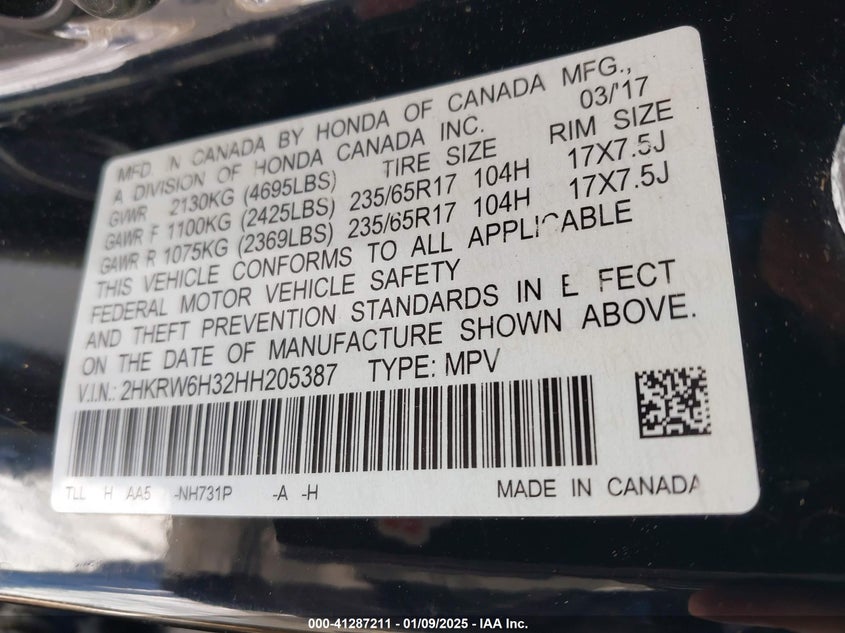 MFD. IN CANADA BY HONDA OF CANADA MFG.,
A DIVISION OF HONDA CANADA INC. 03/'17
GVWR 2130KG (4695LBS) TIRE SIZE RIM SIZE
GAWR F 1100KG (2425LBS) 235/65R17 104H 17X7.5J
GAWR R 1075KG (2369LBS) 235/65R17 104H 17X7.5J
THIS VEHICLE CONFORMS TO ALL APPLICABLE
FEDERAL MOTOR VEHICLE SAFETY
AND THEFT PREVENTION STANDARDS IN EFFECT
ON THE DATE OF MANUFACTURE SHOWN ABOVE.
V.I.N.: 2HKRW6H32HH205387 TYPE: MPV
H AA5 -NH731P -A -H MADE IN CANADA
000-41287211 — 01/09/2025 — IAA Inc.